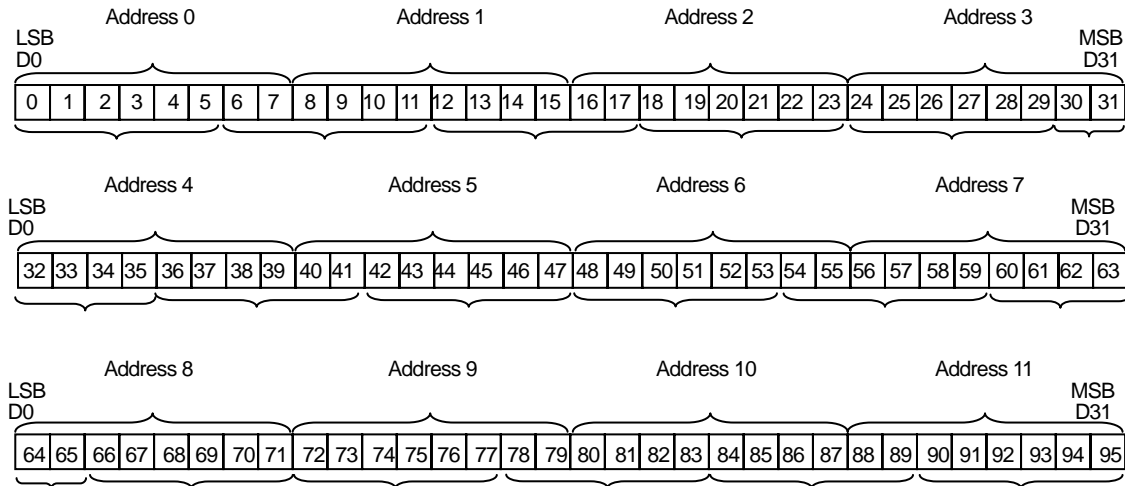 Address 0 Address 1 Address 2 Address 3
LSB MSB
D0 D31
0 1 2 3 4 5 6 7 8 9 10 11 12 13 14 15 16 17 18 19 20 21 22 23 24 25 26 27 28 29 30 31
Address 4 Address 5 Address 6 Address 7
LSB MSB
D0 D31
32 33 34 35 36 37 38 39 40 41 42 43 44 45 46 47 48 49 50 51 52 53 54 55 56 57 58 59 60 61 62 63
Address 8 Address 9 Address 10 Address 11
LSB MSB
D0 D31
64 65 66 67 68 69 70 71 72 73 74 75 76 77 78 79 80 81 82 83 84 85 86 87 88 89 90 91 92 93 94 95